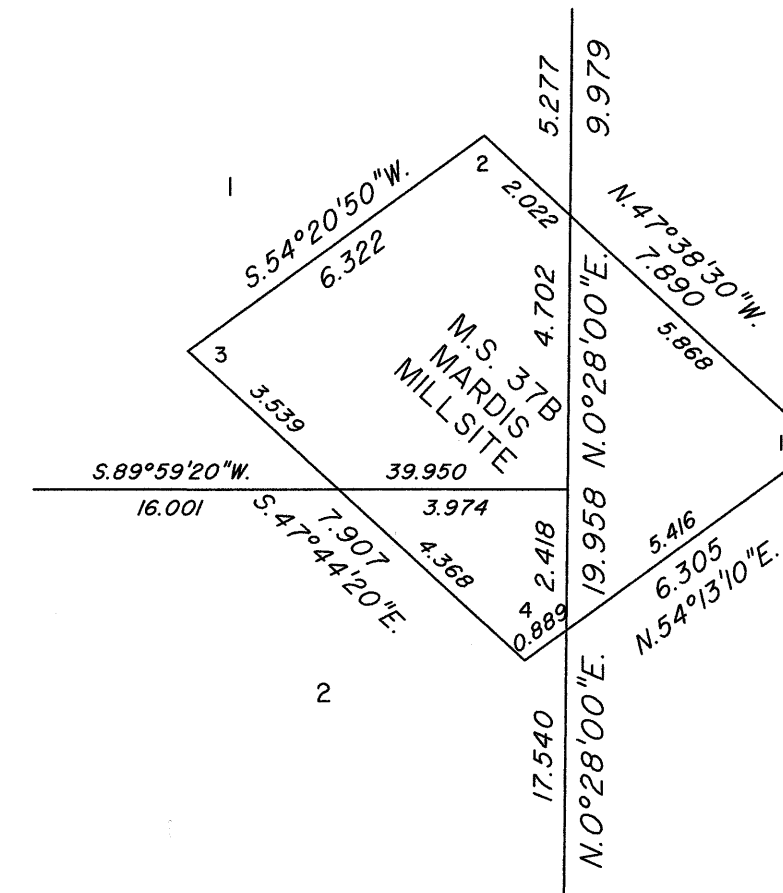 5.277
9.979
1
2
2.022
S.54°20'50"W.
6.322
N.47°38'30"W.
7.890
5.868
4.702
N.0°28'00"E.
M.S. 37B
MARDIS
MILLSITE
3
3.539
1
S.89°59'20"W.
39.950
16.001
3.974
S.47°44'20"E.
7.907
4.368
2.418
19.958
5.416
6.305
N.54°13'10"E.
4
0.889
2
17.540
N.0°28'00"E.